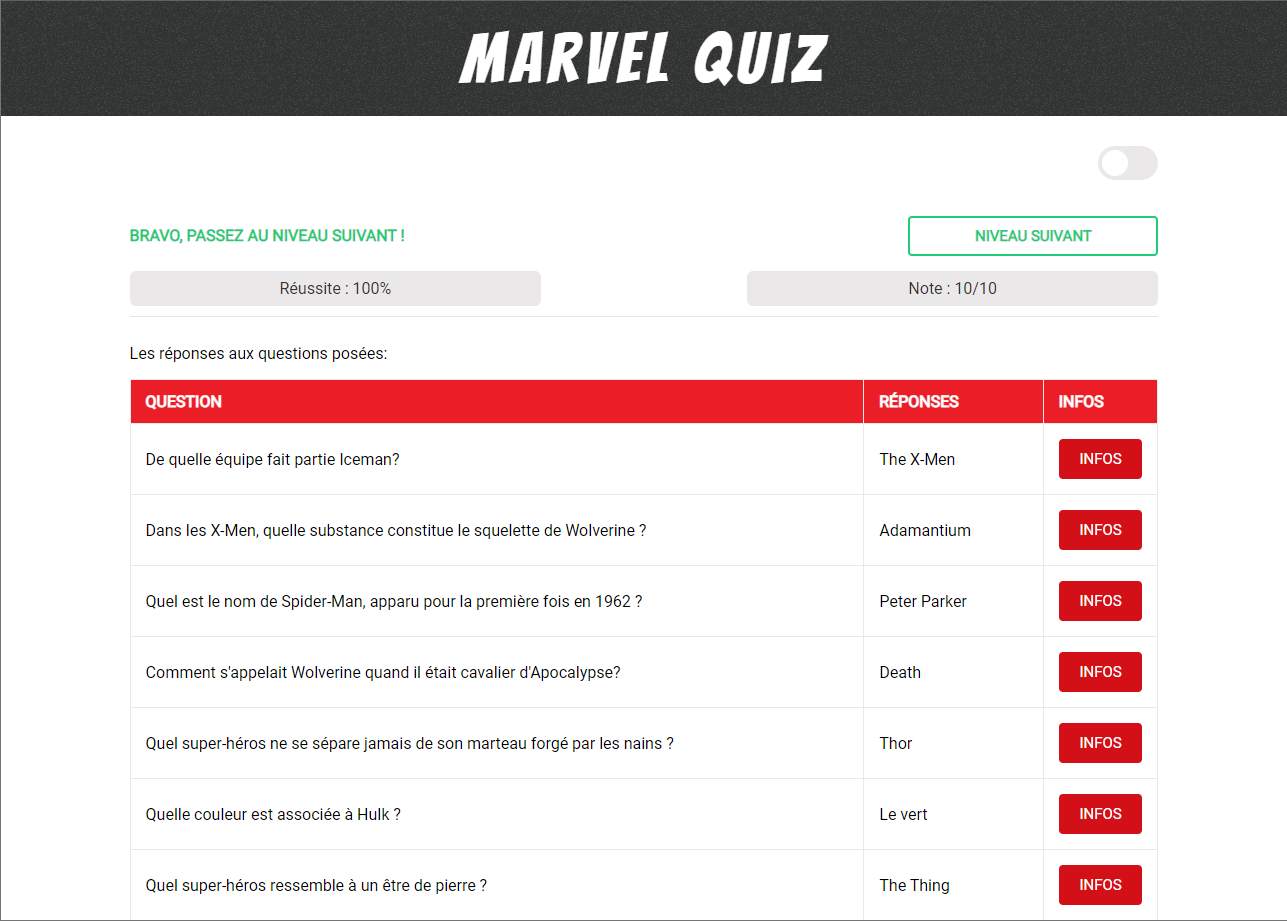 MARVEL QUIZ
BRAVO, PASSEZ AU NIVEAU SUIVANT !
NIVEAU SUIVANT
Réussite : 100%
Note : 10/10
Les réponses aux questions posées:
QUESTION RÉPONSES INFOS
De quelle équipe fait partie Iceman? The X-Men INFOS
Dans les X-Men, quelle substance constitue le squelette de Wolverine ? Adamantium INFOS
Quel est le nom de Spider-Man, apparu pour la première fois en 1962 ? Peter Parker INFOS
Comment s'appelait Wolverine quand il était cavalier d'Apocalypse? Death INFOS
Quel super-héros ne se sépare jamais de son marteau forgé par les nains ? Thor INFOS
Quelle couleur est associée à Hulk ? Le vert INFOS
Quel super-héros ressemble à un être de pierre ? The Thing INFOS